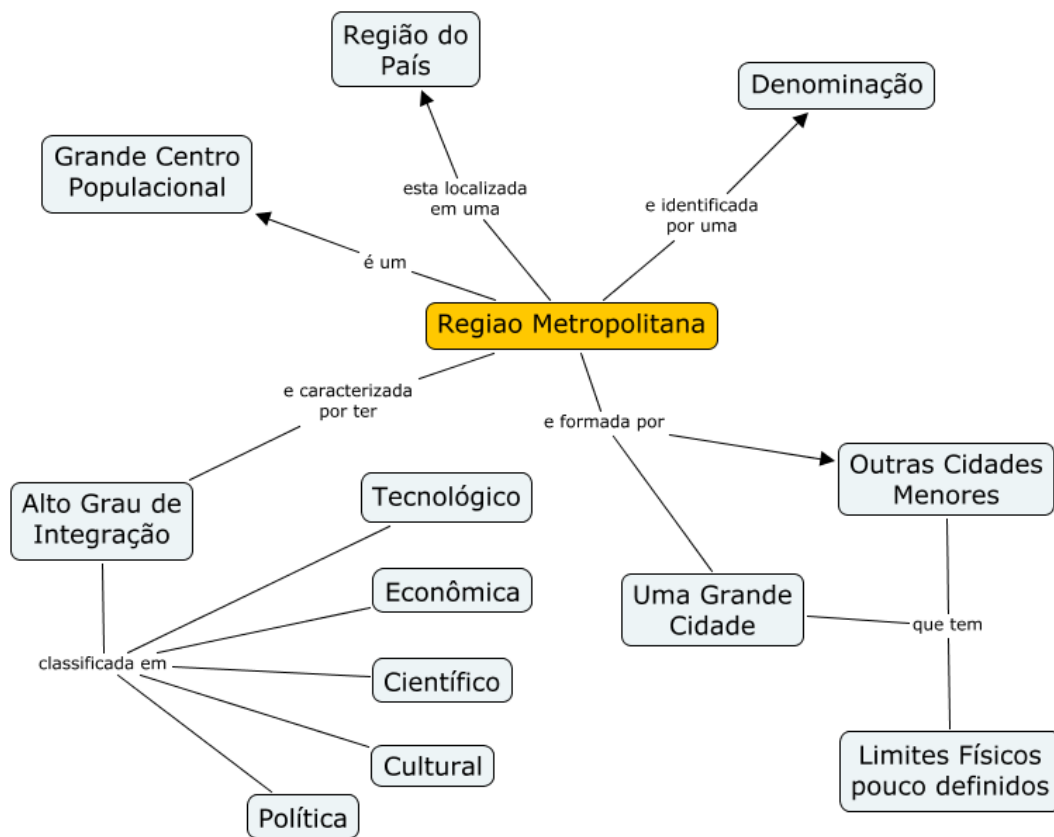 Região do
País
Denominação
Grande Centro
Populacional
esta localizada
em uma
e identificada
por uma
é um
Regiao Metropolitana
e caracterizada
por ter
e formada por
Alto Grau de
Integração
Tecnológico
Outras Cidades
Menores
Econômica
Uma Grande
Cidade
que tem
classificada em
Científico
Cultural
Limites Físicos
pouco definidos
Política